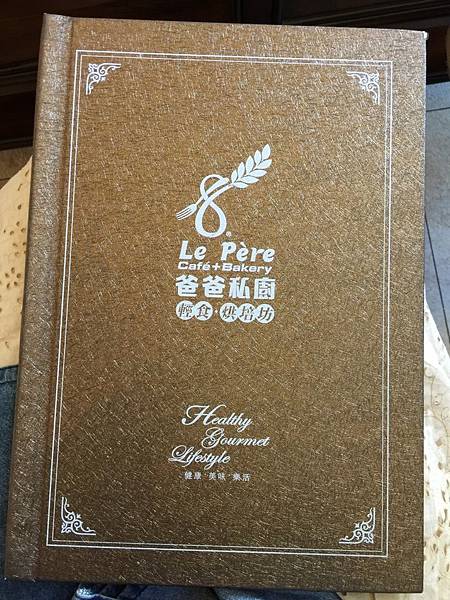 ®
Le Père
Café+Bakery
爸爸私廚
輕食·烘培坊
Healthy
Gourmet
Lifestyle
健康·美味·樂活